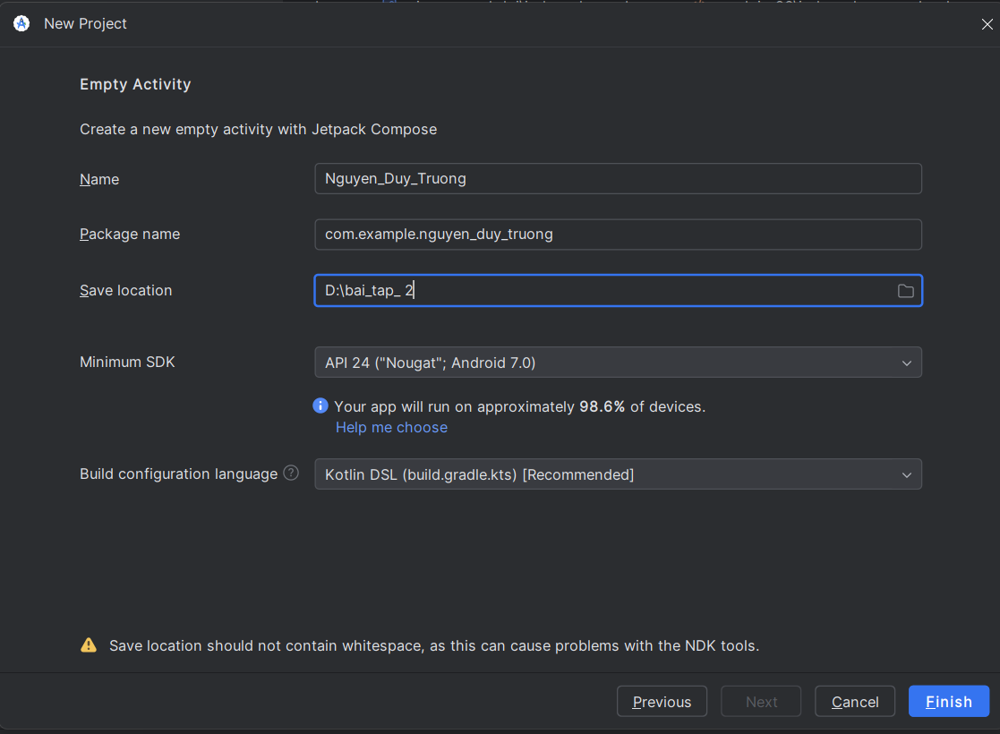 New Project
Empty Activity
Create a new empty activity with Jetpack Compose
Name
Nguyen_Duy_Truong
Package name
com.example.nguyen_duy_truong
Save location
D:\bai_tap_ 2
Minimum SDK
API 24 ("Nougat"; Android 7.0)
Your app will run on approximately 98.6% of devices.
Help me choose
Build configuration language ?
Kotlin DSL (build.gradle.kts) [Recommended]
Save location should not contain whitespace, as this can cause problems with the NDK tools.
Previous
Next
Cancel
Finish